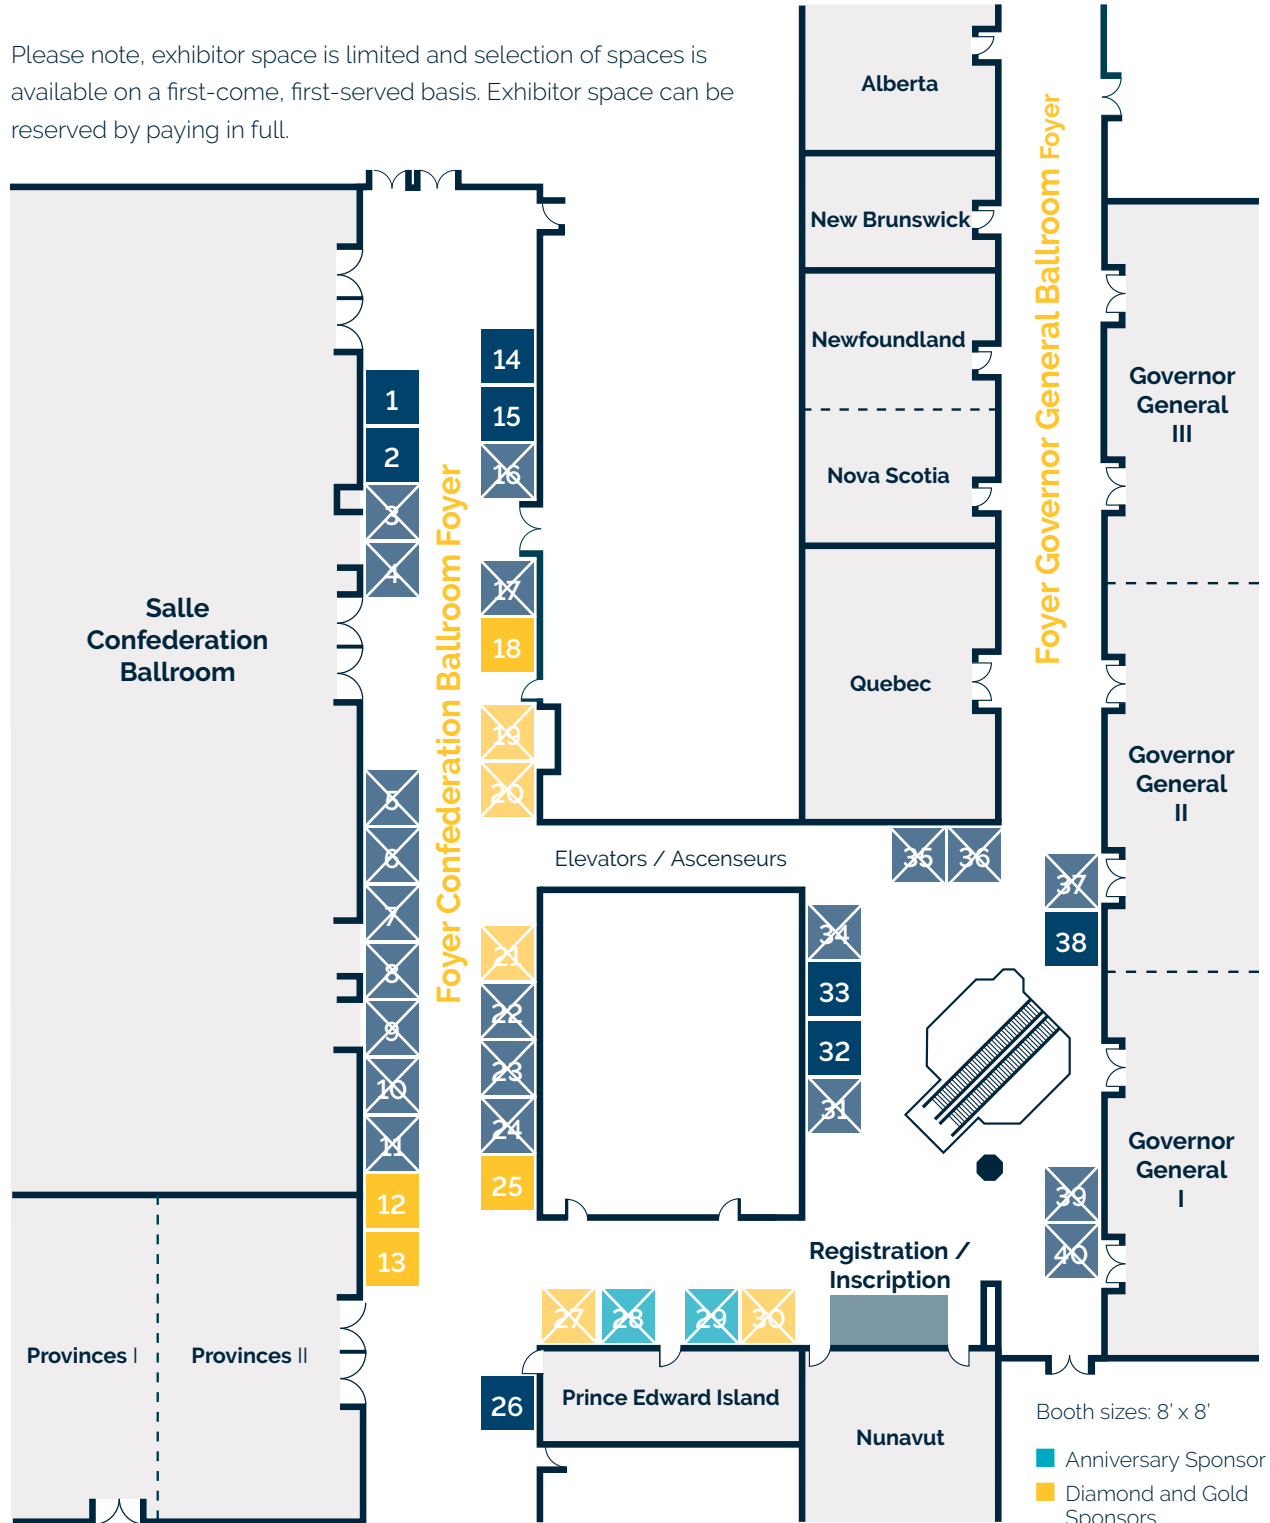 Please note, exhibitor space is limited and selection of spaces is
available on a first-come, first-served basis. Exhibitor space can be
reserved by paying in full.
Alberta
New Brunswick
Newfoundland
Nova Scotia
Quebec
Foyer Governor General Ballroom Foyer
Governor
General
III
Governor
General
II
Governor
General
I
Salle
Confederation
Ballroom
Foyer Confederation Ballroom Foyer
1
2
3
4
5
6
7
8
9
10
11
12
13
14
15
16
17
18
19
20
Elevators / Ascenseurs
21
22
23
24
25
26
27
28
29
30
31
32
33
34
35
36
37
38
39
40
Registration /
Inscription
Provinces I
Provinces II
Prince Edward Island
Nunavut
Booth sizes: 8’ x 8’
Anniversary Sponsor
Diamond and Gold
Sponsors